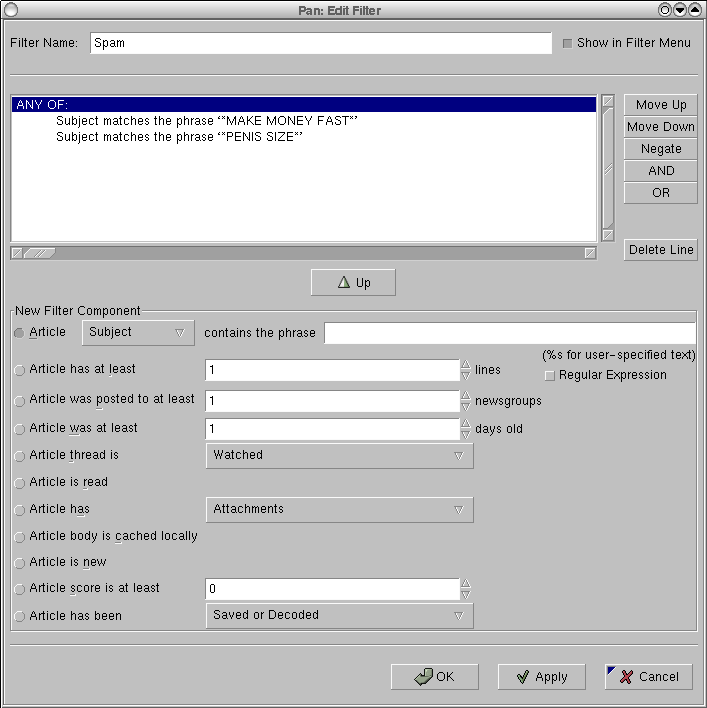 Pan: Edit Filter
Filter Name: Spam Show in Filter Menu
ANY OF:
Subject matches the phrase ‘“MAKE MONEY FAST”’
Subject matches the phrase ‘“PENIS SIZE”’
Move Up
Move Down
Negate
AND
OR
Delete Line
Up
New Filter Component
Article Subject contains the phrase
(%s for user-specified text)
Regular Expression
Article has at least 1 lines
Article was posted to at least 1 newsgroups
Article was at least 1 days old
Article thread is Watched
Article is read
Article has Attachments
Article body is cached locally
Article is new
Article score is at least 0
Article has been Saved or Decoded
OK Apply Cancel